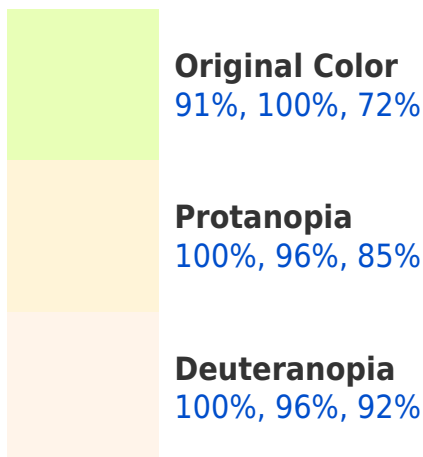 Original Color
91%, 100%, 72%
Protanopia
100%, 96%, 85%
Deuteranopia
100%, 96%, 92%